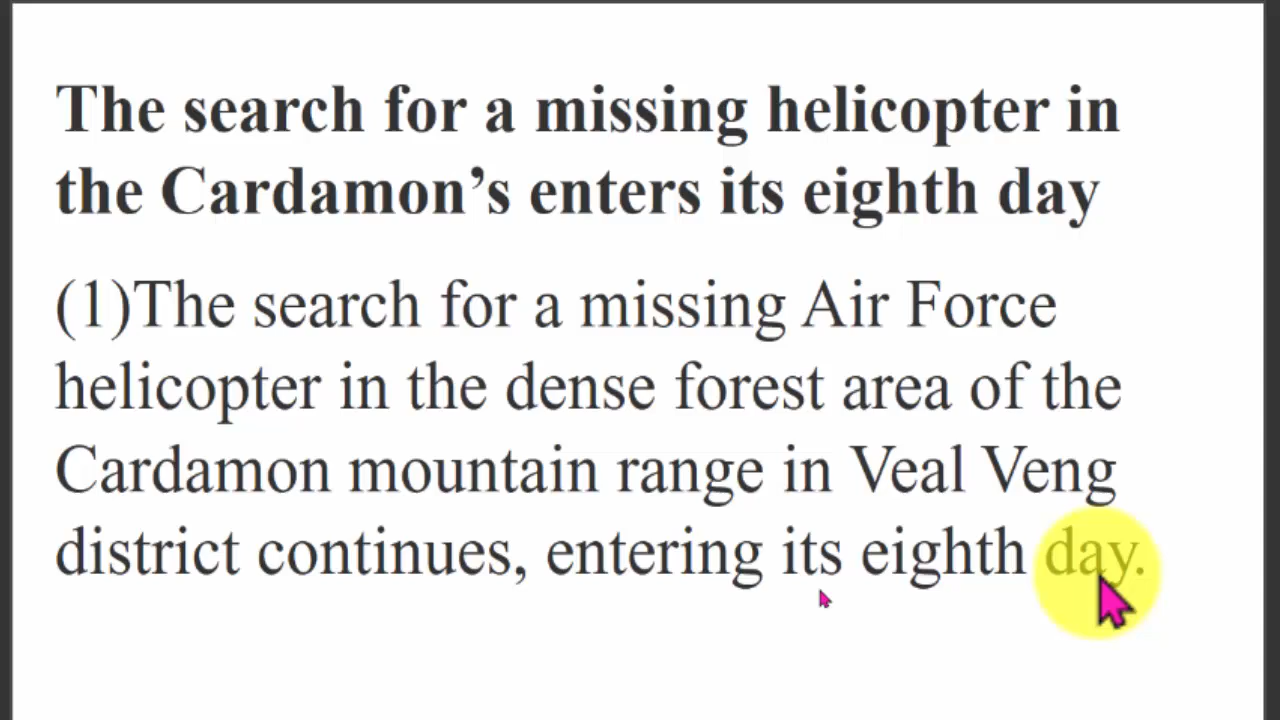 The search for a missing helicopter in
the Cardamon’s enters its eighth day
(1)The search for a missing Air Force
helicopter in the dense forest area of the
Cardamon mountain range in Veal Veng
district continues, entering its eighth day.